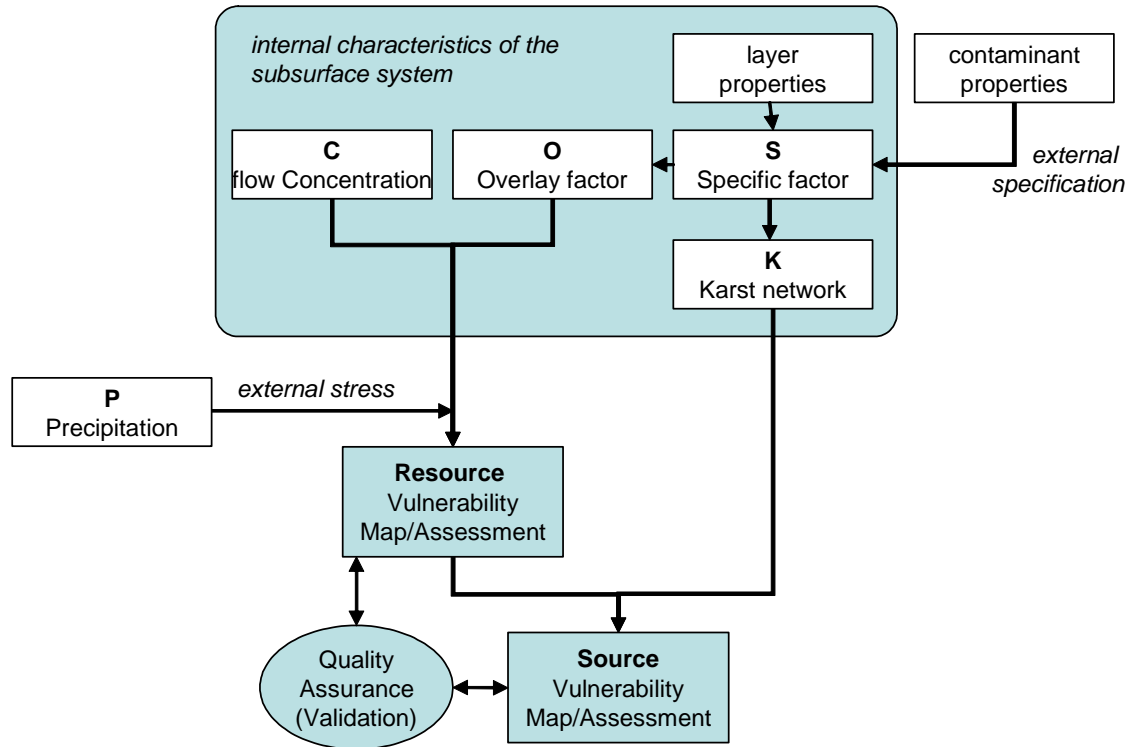 internal characteristics of the
subsurface system
layer
properties
contaminant
properties
C
flow Concentration
O
Overlay factor
S
Specific factor
external
specification
K
Karst network
P
Precipitation
external stress
Resource
Vulnerability
Map/Assessment
Quality
Assurance
(Validation)
Source
Vulnerability
Map/Assessment